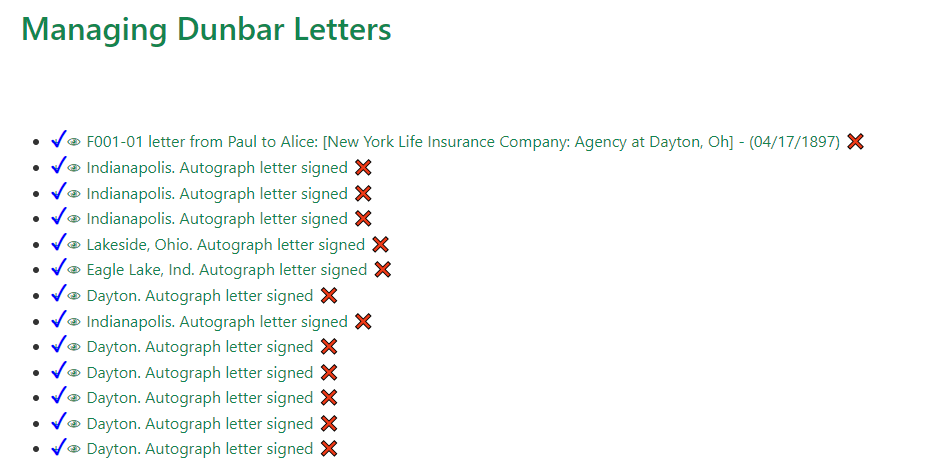 Managing Dunbar Letters
F001-01 letter from Paul to Alice: [New York Life Insurance Company: Agency at Dayton, Oh] - (04/17/1897)
Indianapolis. Autograph letter signed
Indianapolis. Autograph letter signed
Indianapolis. Autograph letter signed
Lakeside, Ohio. Autograph letter signed
Eagle Lake, Ind. Autograph letter signed
Dayton. Autograph letter signed
Indianapolis. Autograph letter signed
Dayton. Autograph letter signed
Dayton. Autograph letter signed
Dayton. Autograph letter signed
Dayton. Autograph letter signed
Dayton. Autograph letter signed